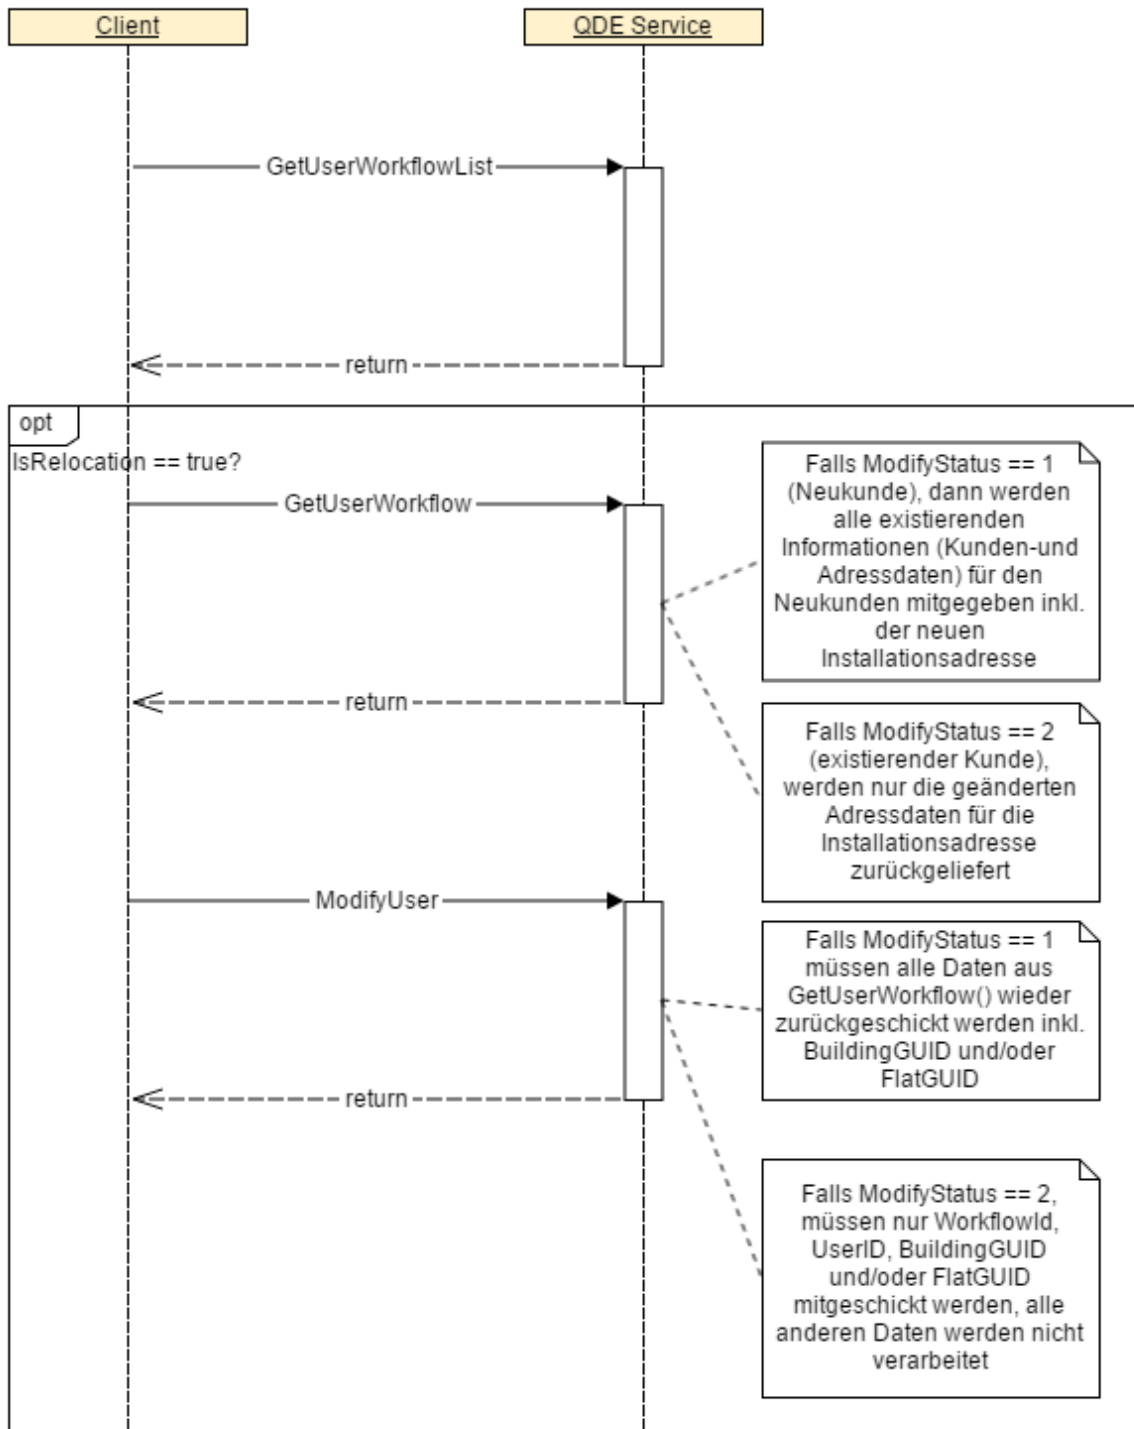 Client
QDE Service
GetUserWorkflowList
return
opt
IsRelocation == true?
GetUserWorkflow
Falls ModifyStatus == 1
(Neukunde), dann werden
alle existierenden
Informationen (Kunden-und
Adressdaten) für den
Neukunden mitgegeben inkl.
der neuen
Installationsadresse
return
Falls ModifyStatus == 2
(existierender Kunde),
werden nur die geänderten
Adressdaten für die
Installationsadresse
zurückgeliefert
ModifyUser
Falls ModifyStatus == 1
müssen alle Daten aus
GetUserWorkflow() wieder
zurückgeschickt werden inkl.
BuildingGUID und/oder
FlatGUID
return
Falls ModifyStatus == 2,
müssen nur WorkflowId,
UserID, BuildingGUID
und/oder FlatGUID
mitgeschickt werden, alle
anderen Daten werden nicht
verarbeitet